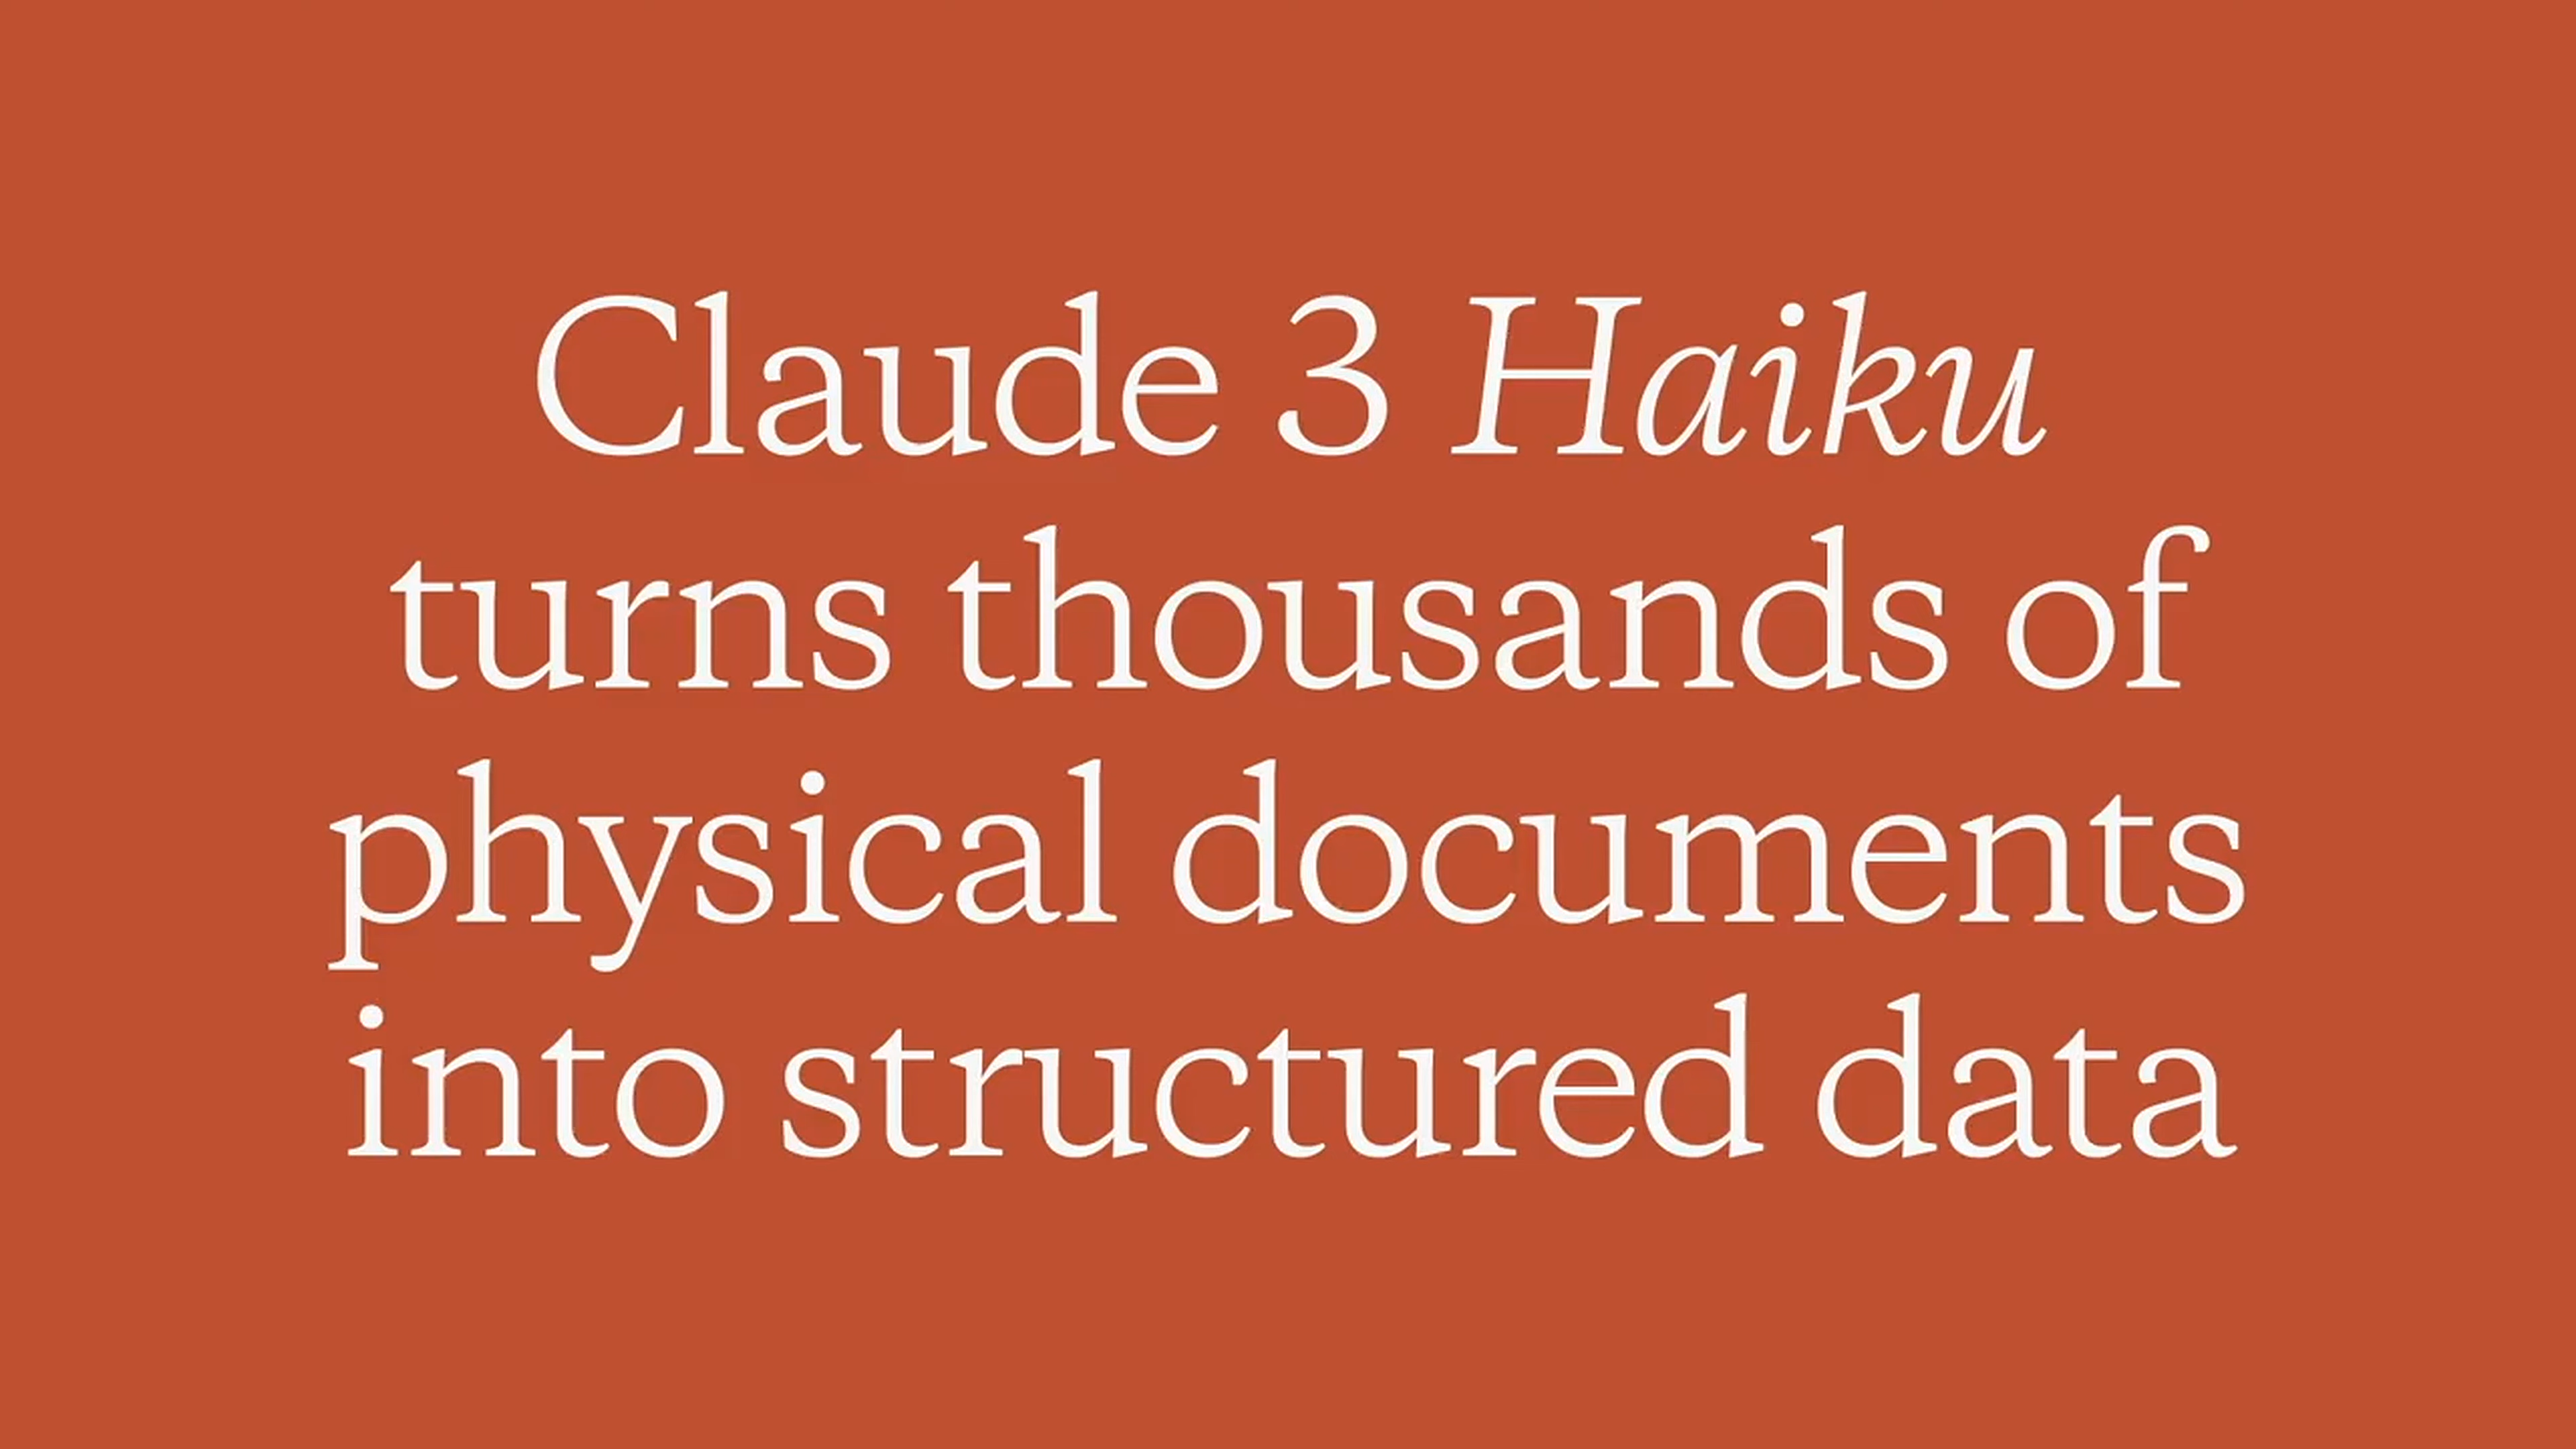 Claude 3 Haiku
turns thousands of
physical documents
into structured data